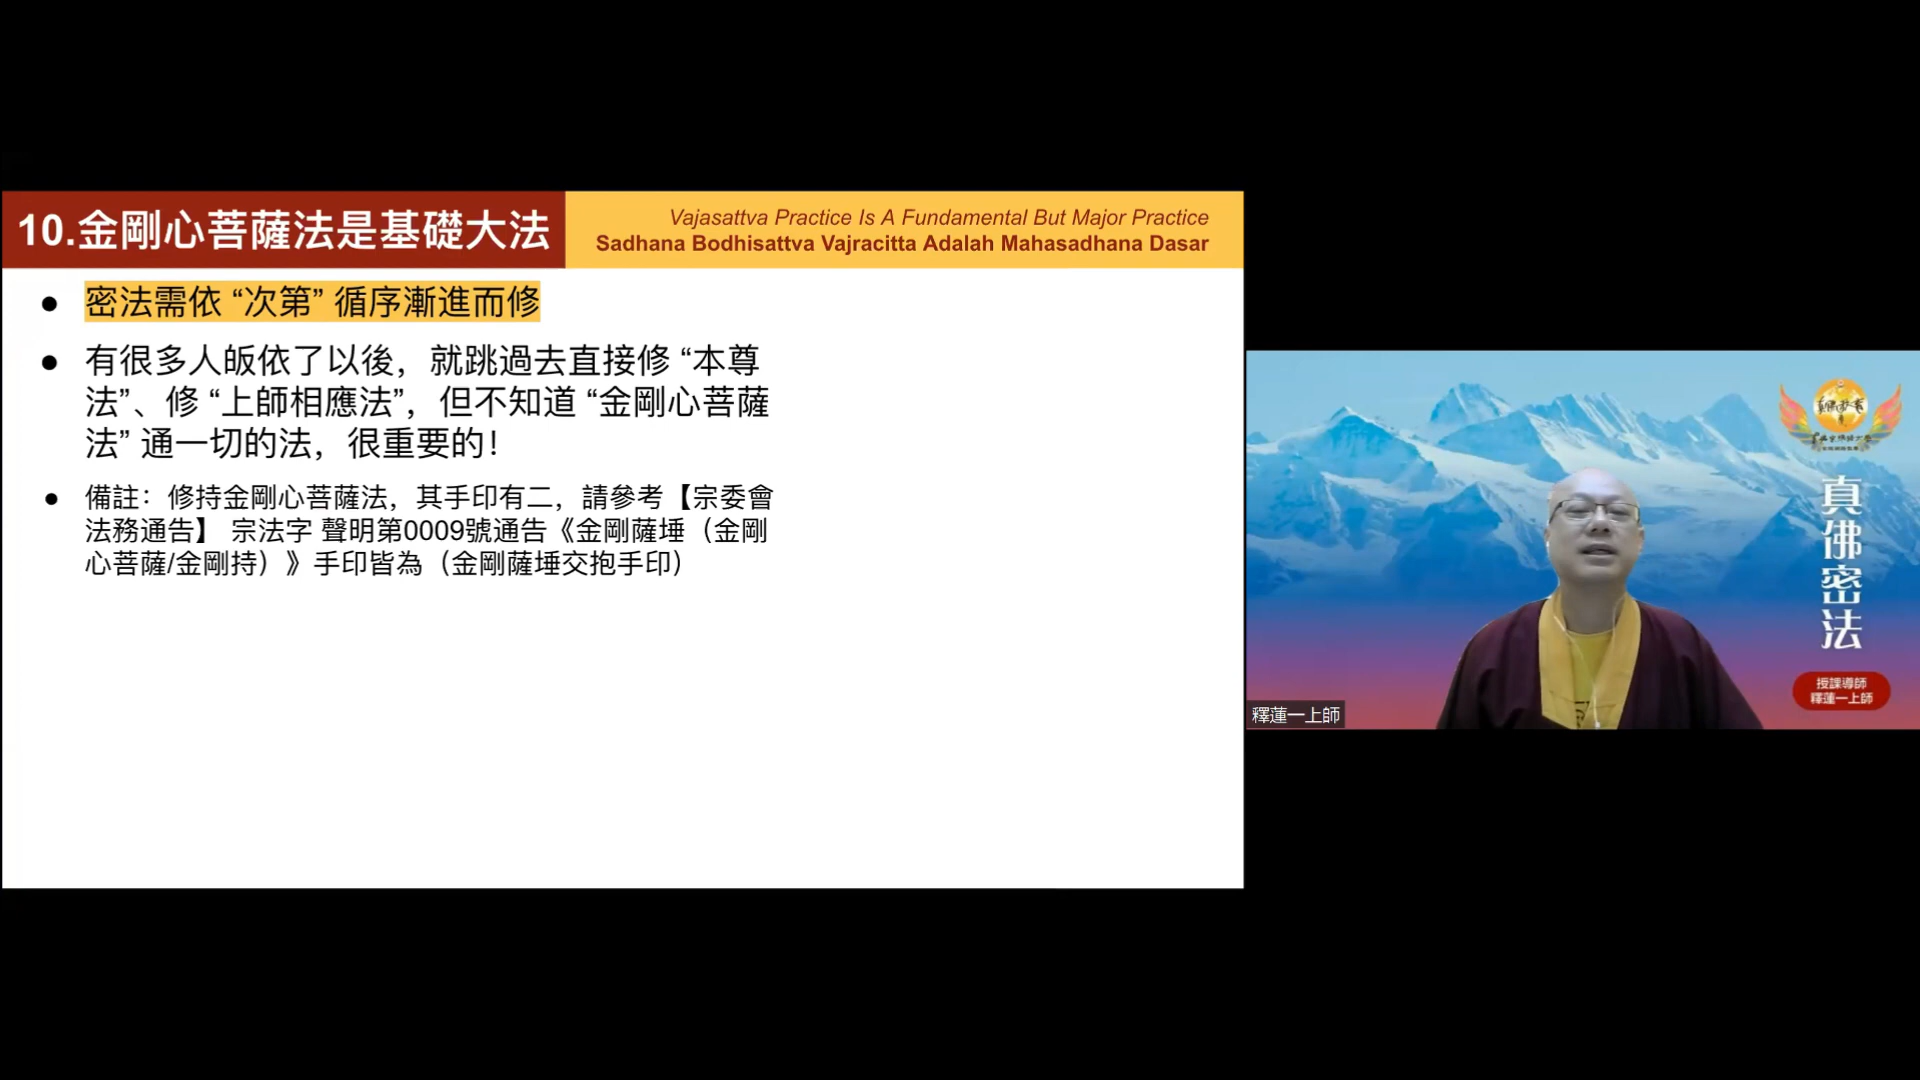 10.金剛心菩薩法是基礎大法
Vajasattva Practice Is A Fundamental But Major Practice
Sadhana Bodhisattva Vajracitta Adalah Mahasadhana Dasar
● 密法需依 “次第” 循序漸進而修
● 有很多人皈依了以後，就跳過去直接修 “本尊
法”、修 “上師相應法”，但不知道 “金剛心菩薩
法” 通一切的法，很重要的！
● 備註：修持金剛心菩薩法，其手印有二，請參考【宗委會
法務通告】 宗法字 聲明第0009號通告《金剛薩埵（金剛
心菩薩/金剛持）》手印皆為（金剛薩埵交抱手印）
真佛密法
授課導師
釋蓮一上師
釋蓮一上師